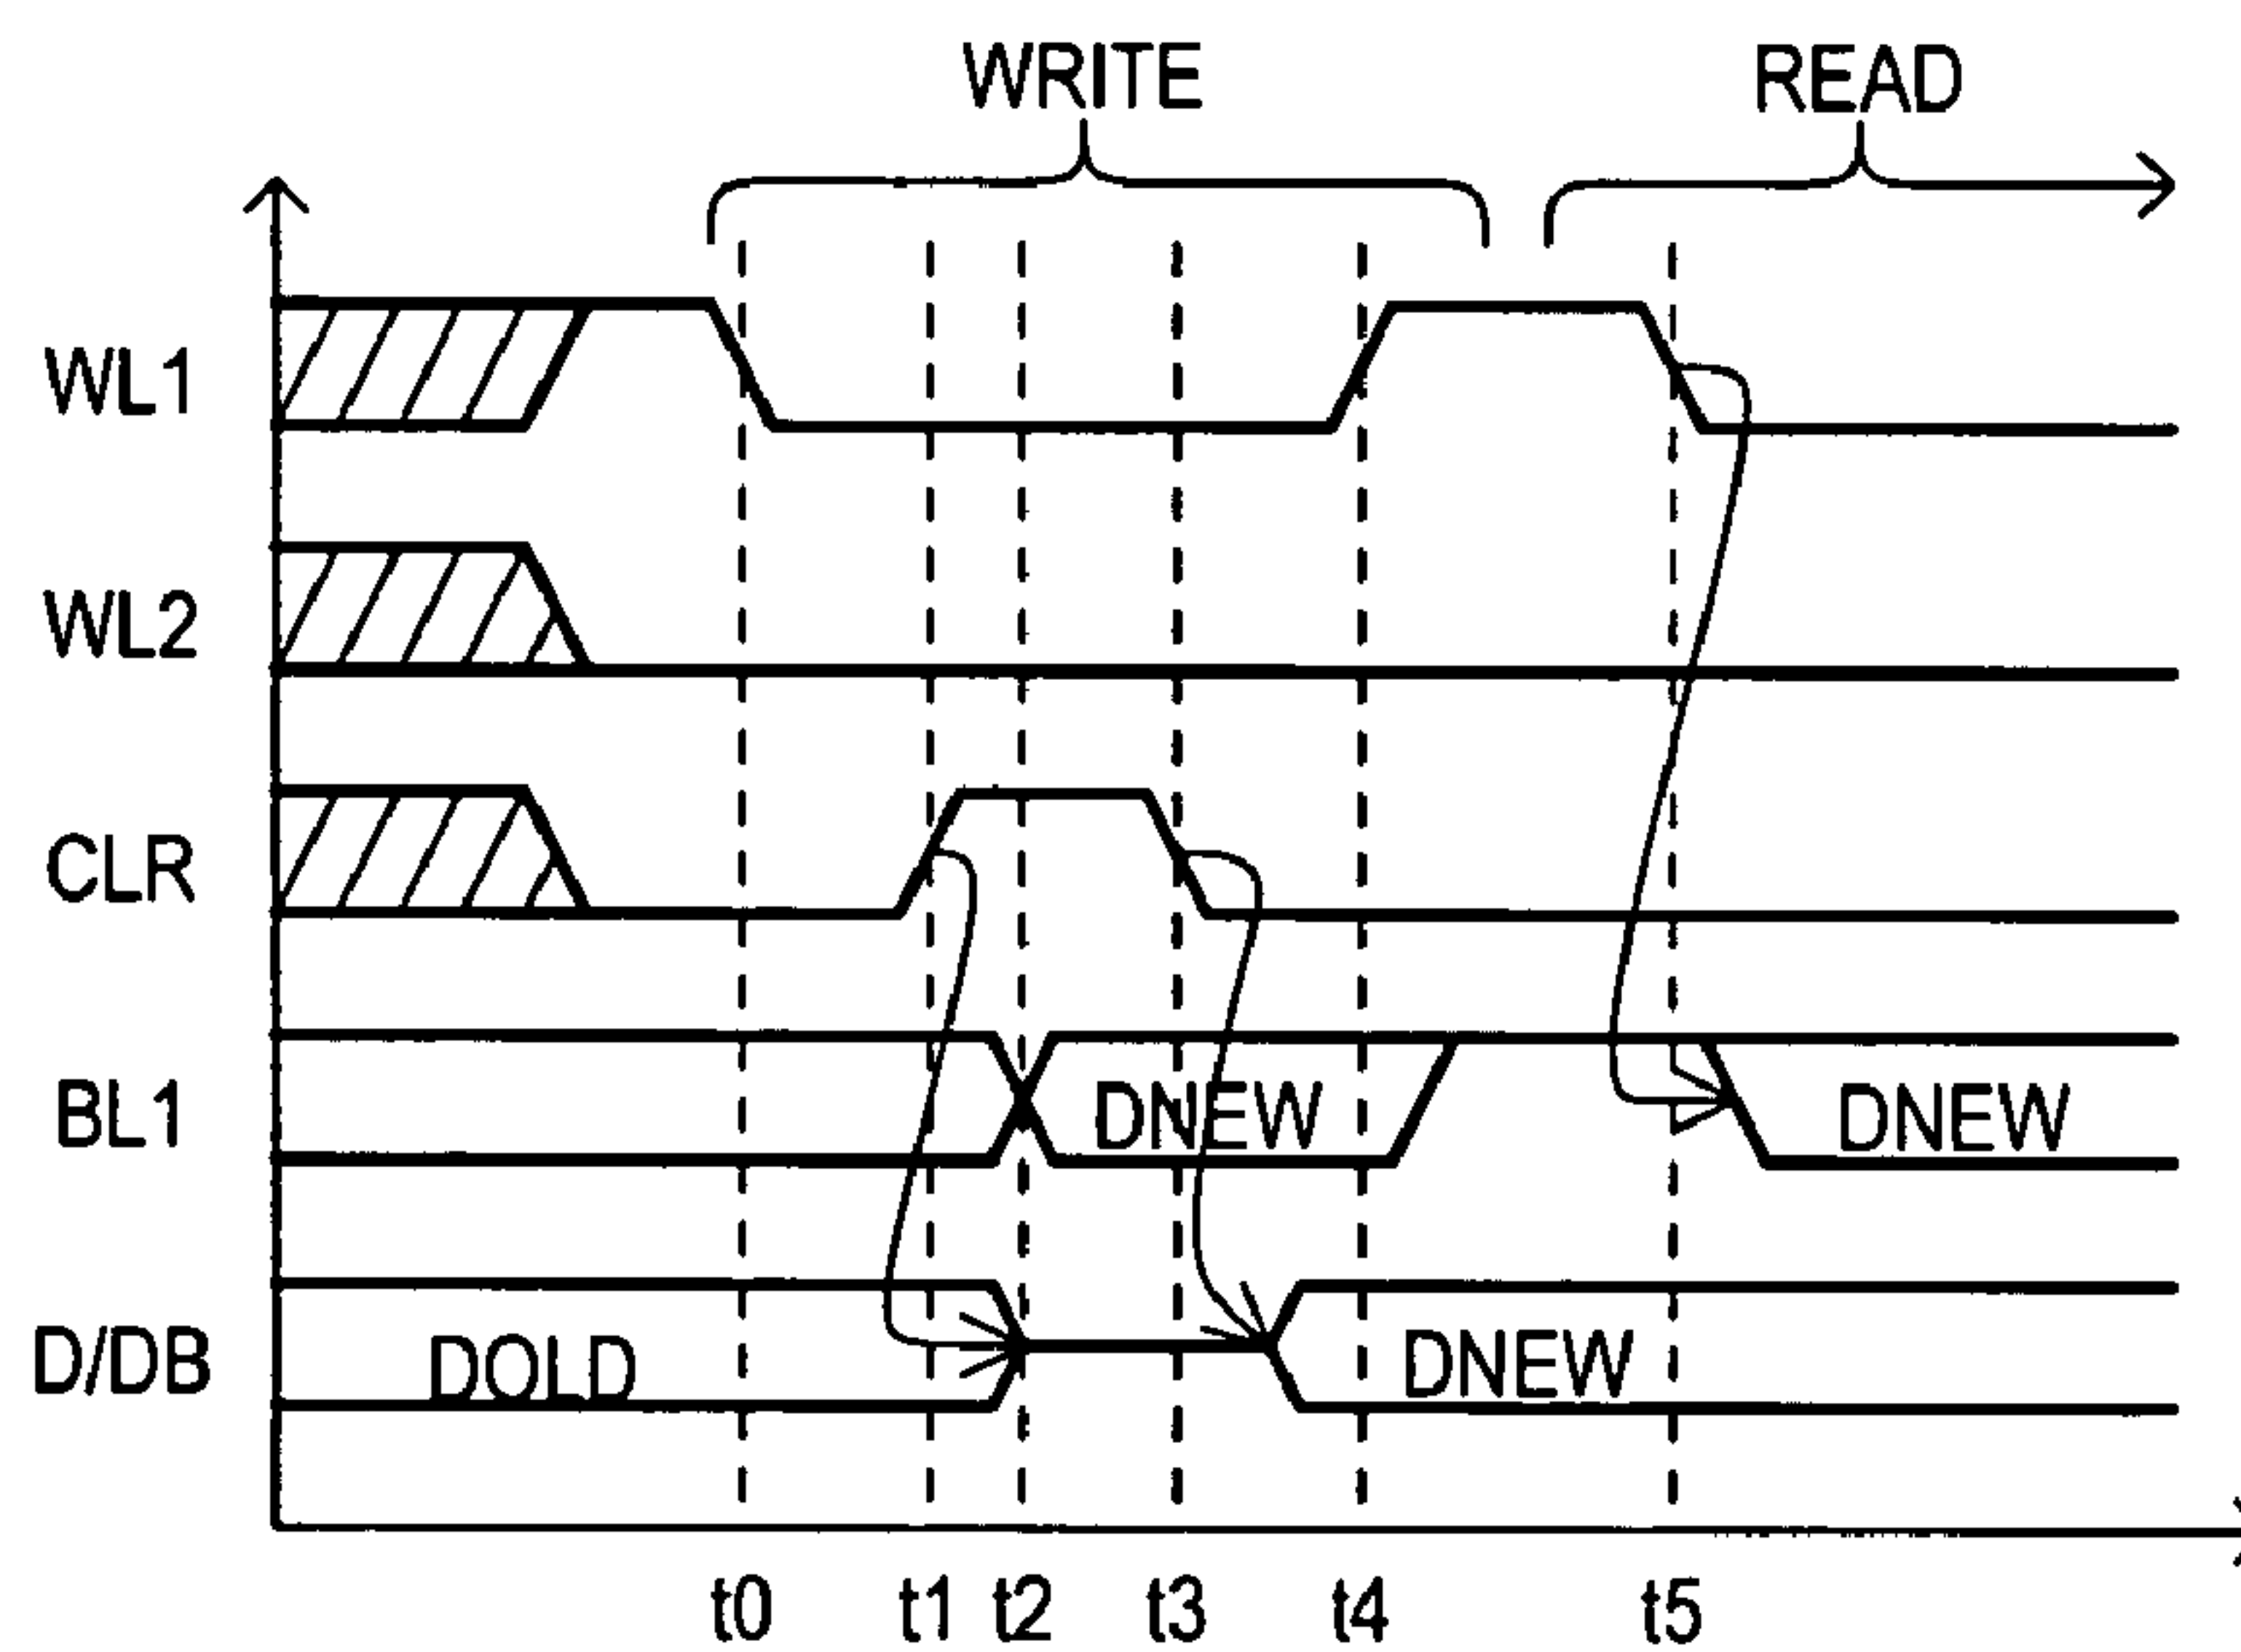 WRITE READ
WL1
WL2
CLR
BL1 DNEW DNEW
D/DB DOLD DNEW
t0 t1 t2 t3 t4 t5